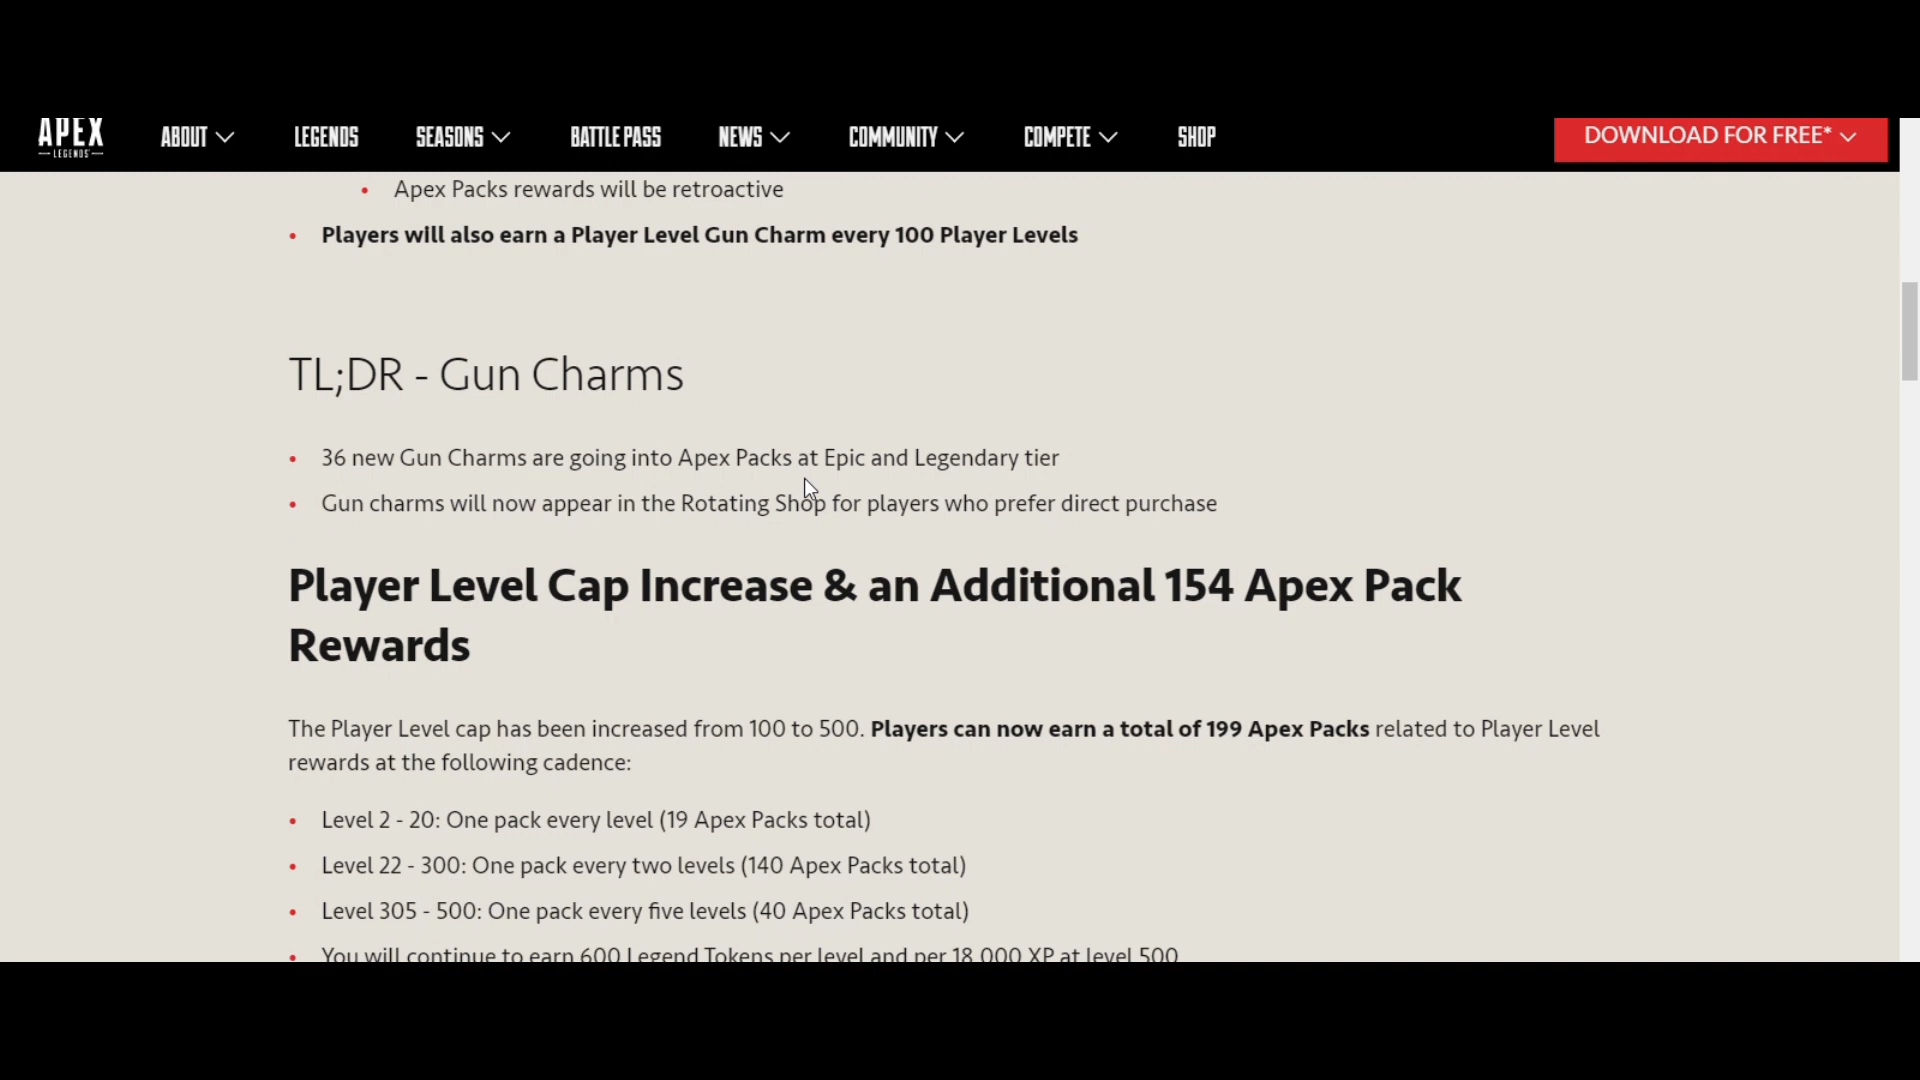 APEX
LEGENDS
ABOUT LEGENDS SEASONS BATTLE PASS NEWS COMMUNITY COMPETE SHOP DOWNLOAD FOR FREE*
• Apex Packs rewards will be retroactive
• Players will also earn a Player Level Gun Charm every 100 Player Levels
TL;DR - Gun Charms
• 36 new Gun Charms are going into Apex Packs at Epic and Legendary tier
• Gun charms will now appear in the Rotating Shop for players who prefer direct purchase
Player Level Cap Increase & an Additional 154 Apex Pack
Rewards
The Player Level cap has been increased from 100 to 500. Players can now earn a total of 199 Apex Packs related to Player Level
rewards at the following cadence:
• Level 2 - 20: One pack every level (19 Apex Packs total)
• Level 22 - 300: One pack every two levels (140 Apex Packs total)
• Level 305 - 500: One pack every five levels (40 Apex Packs total)
• You will continue to earn 600 Legend Tokens per level and per 18,000 XP at level 500